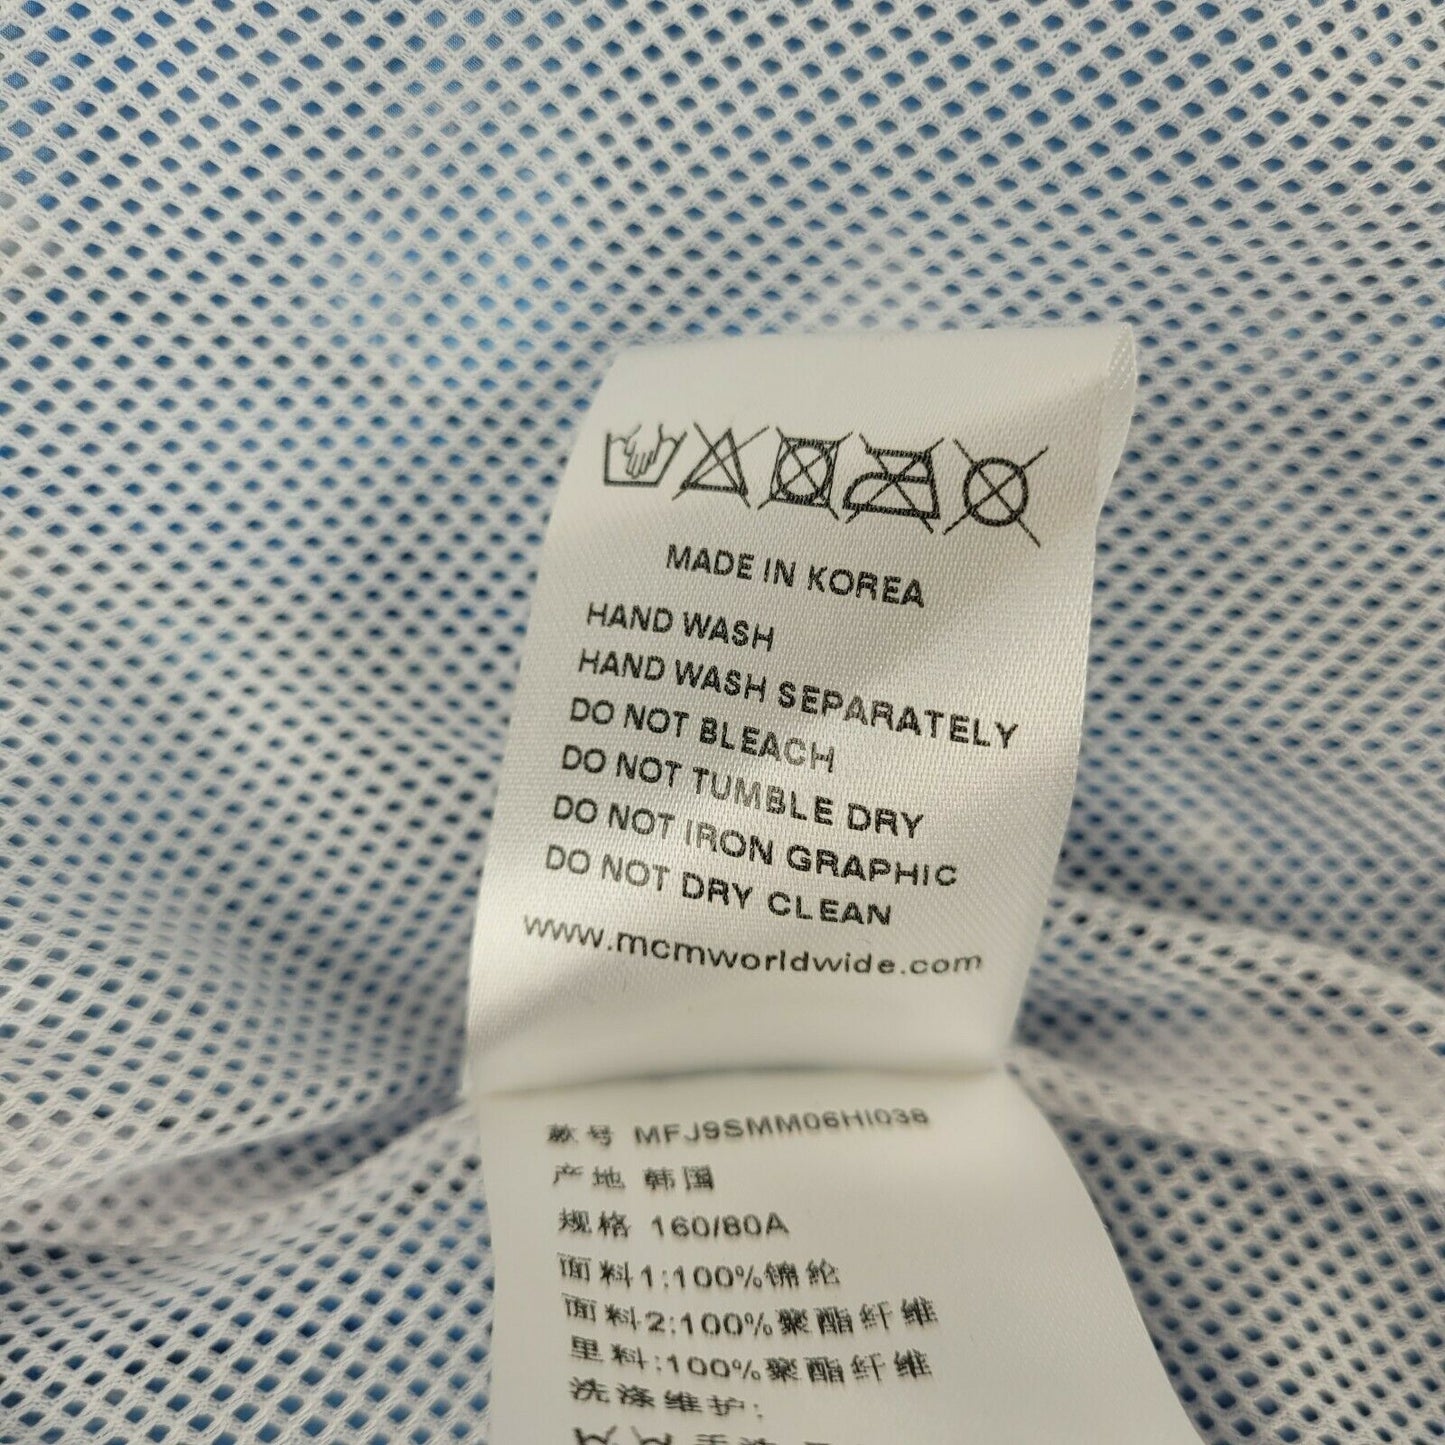 MADE IN KOREA
HAND WASH
HAND WASH SEPARATELY
DO NOT BLEACH
DO NOT TUMBLE DRY
DO NOT IRON GRAPHIC
DO NOT DRY CLEAN
www.mcmworldwide.com
款号 MFJ9SMM06HI038
产地 韩国
规格 160/80A
面料1:100%锦纶
面料2:100%聚酯纤维
里料:100%聚酯纤维
洗涤维护: